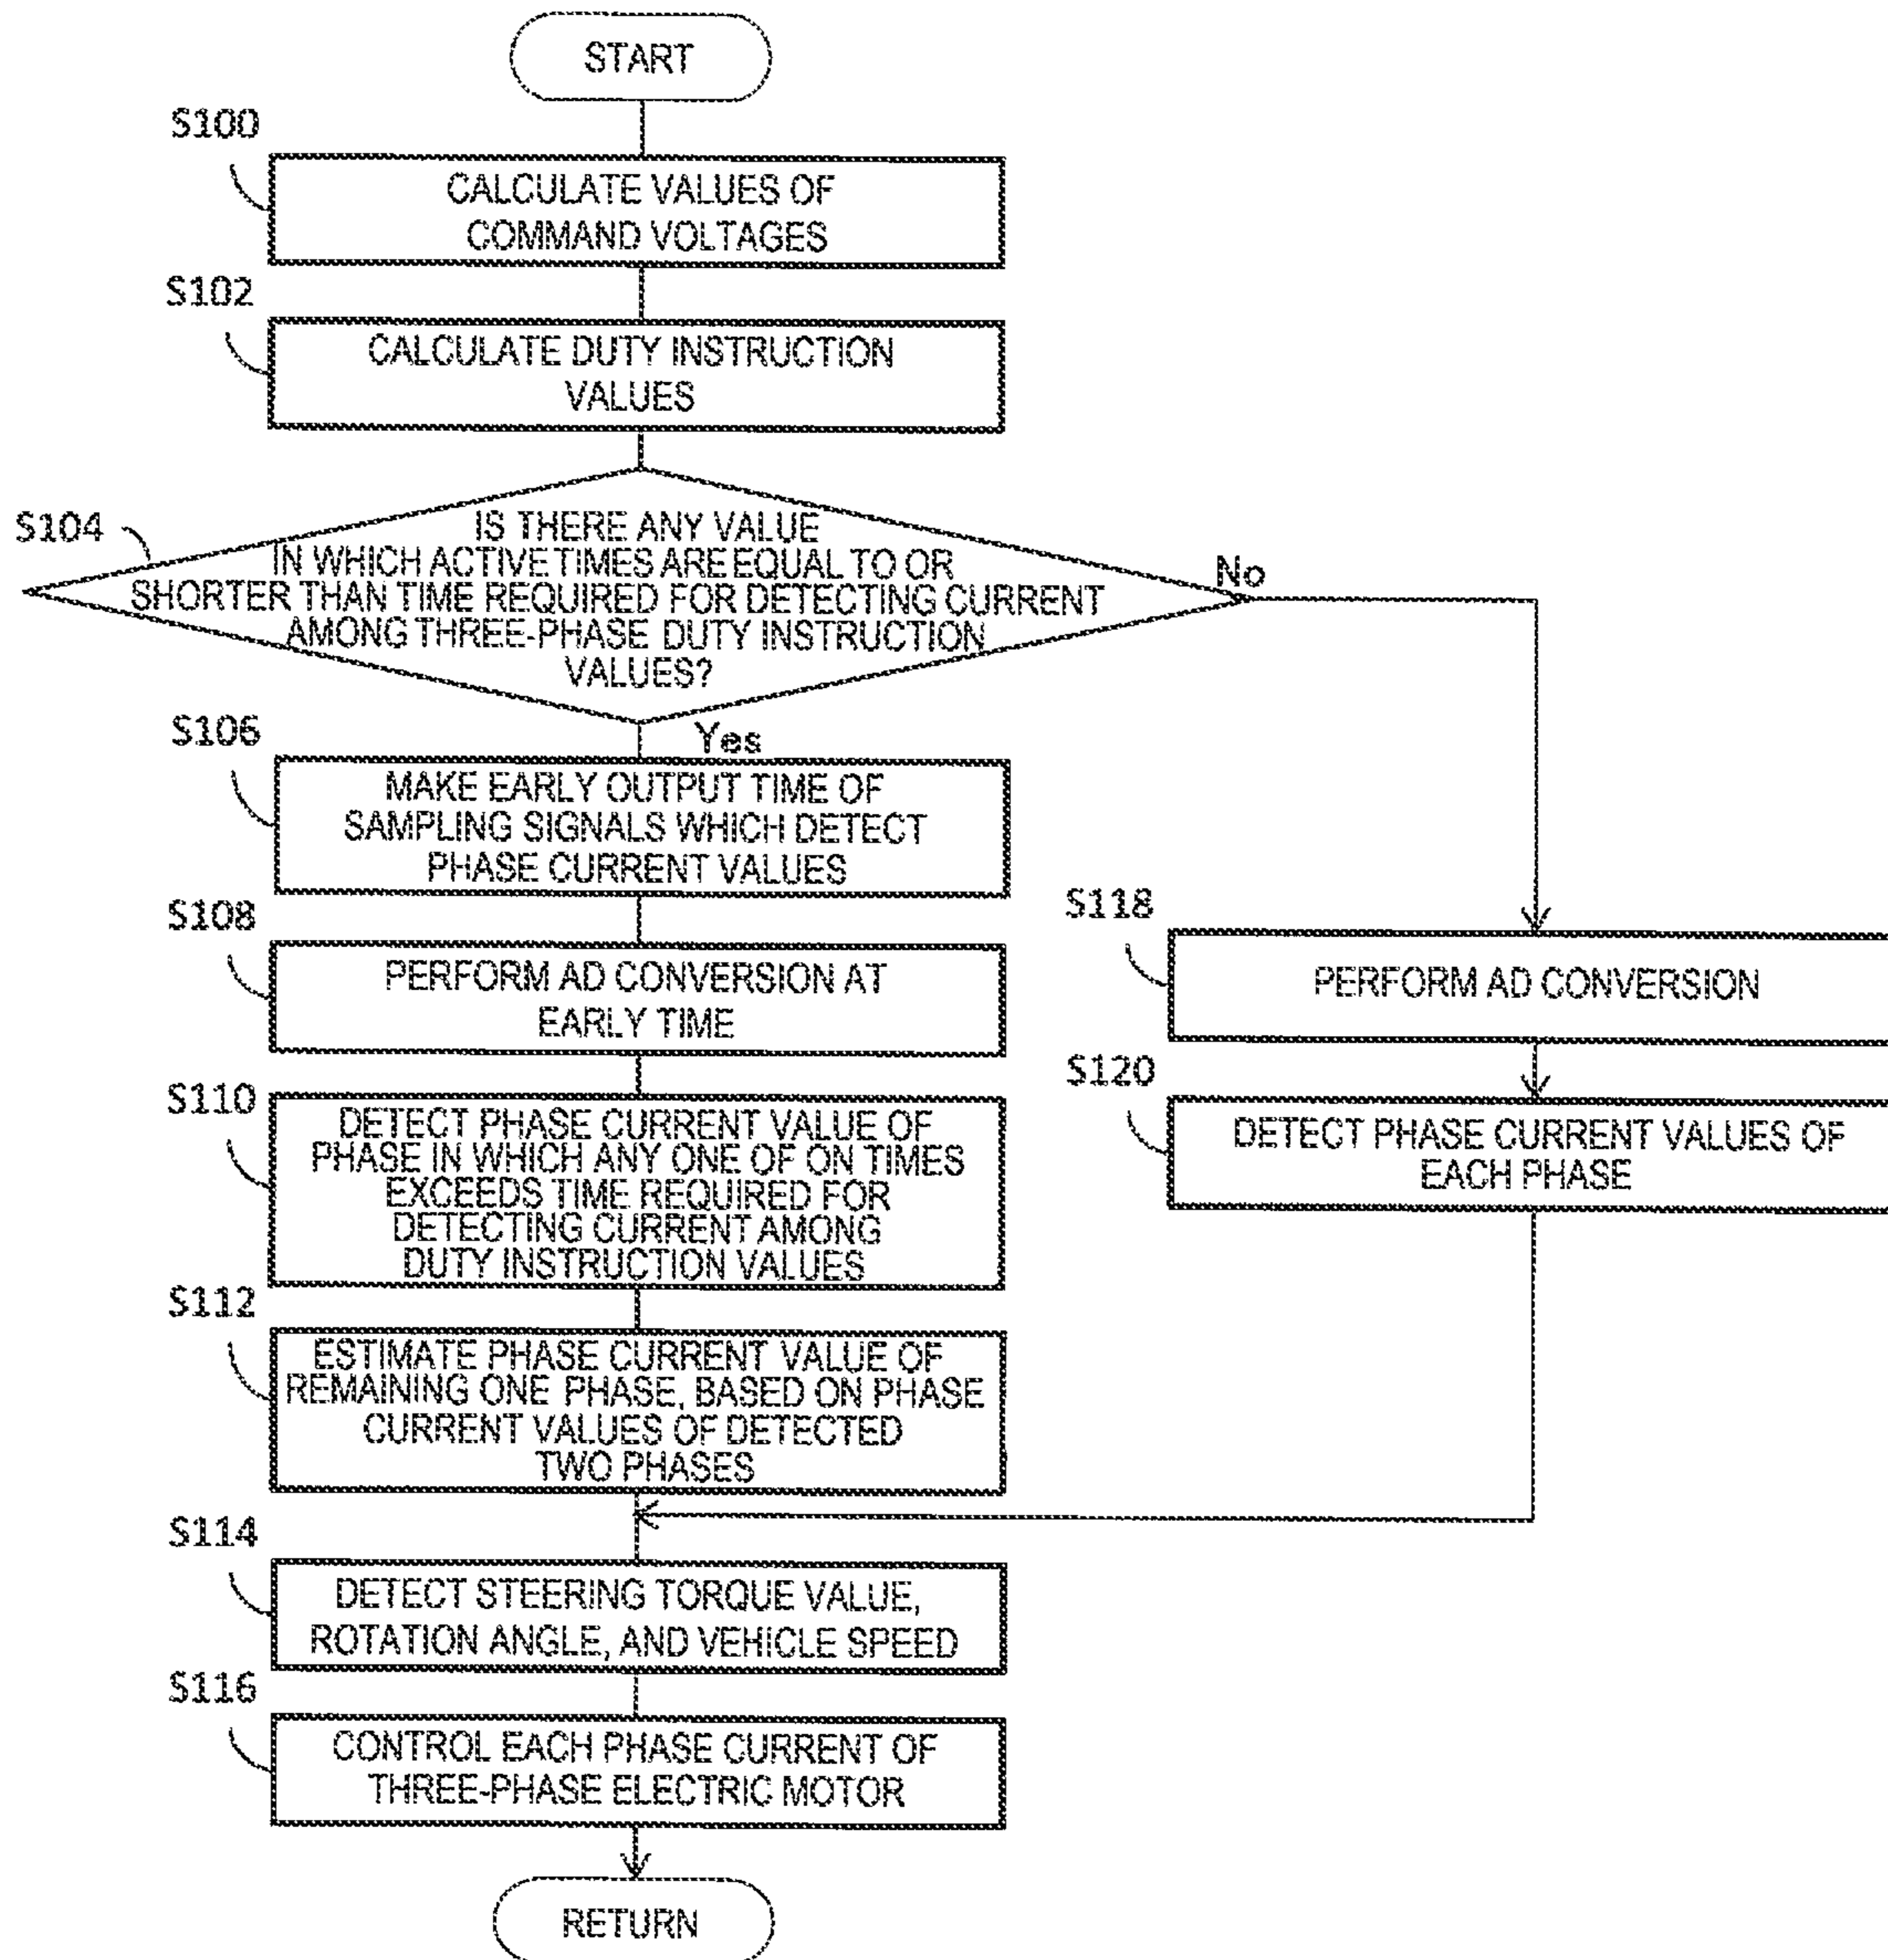 START
S100
CALCULATE VALUES OF
COMMAND VOLTAGES
S102
CALCULATE DUTY INSTRUCTION
VALUES
S104
IS THERE ANY VALUE
IN WHICH ACTIVE TIMES ARE EQUAL TO OR
SHORTER THAN TIME REQUIRED FOR DETECTING CURRENT
AMONG THREE-PHASE DUTY INSTRUCTION
VALUES?
No
Yes
S106
MAKE EARLY OUTPUT TIME OF
SAMPLING SIGNALS WHICH DETECT
PHASE CURRENT VALUES
S108
PERFORM AD CONVERSION AT
EARLY TIME
S110
DETECT PHASE CURRENT VALUE OF
PHASE IN WHICH ANY ONE OF ON TIMES
EXCEEDS TIME REQUIRED FOR
DETECTING CURRENT AMONG
DUTY INSTRUCTION VALUES
S112
ESTIMATE PHASE CURRENT VALUE OF
REMAINING ONE PHASE, BASED ON PHASE
CURRENT VALUES OF DETECTED
TWO PHASES
S118
PERFORM AD CONVERSION
S120
DETECT PHASE CURRENT VALUES OF
EACH PHASE
S114
DETECT STEERING TORQUE VALUE,
ROTATION ANGLE, AND VEHICLE SPEED
S116
CONTROL EACH PHASE CURRENT OF
THREE-PHASE ELECTRIC MOTOR
RETURN